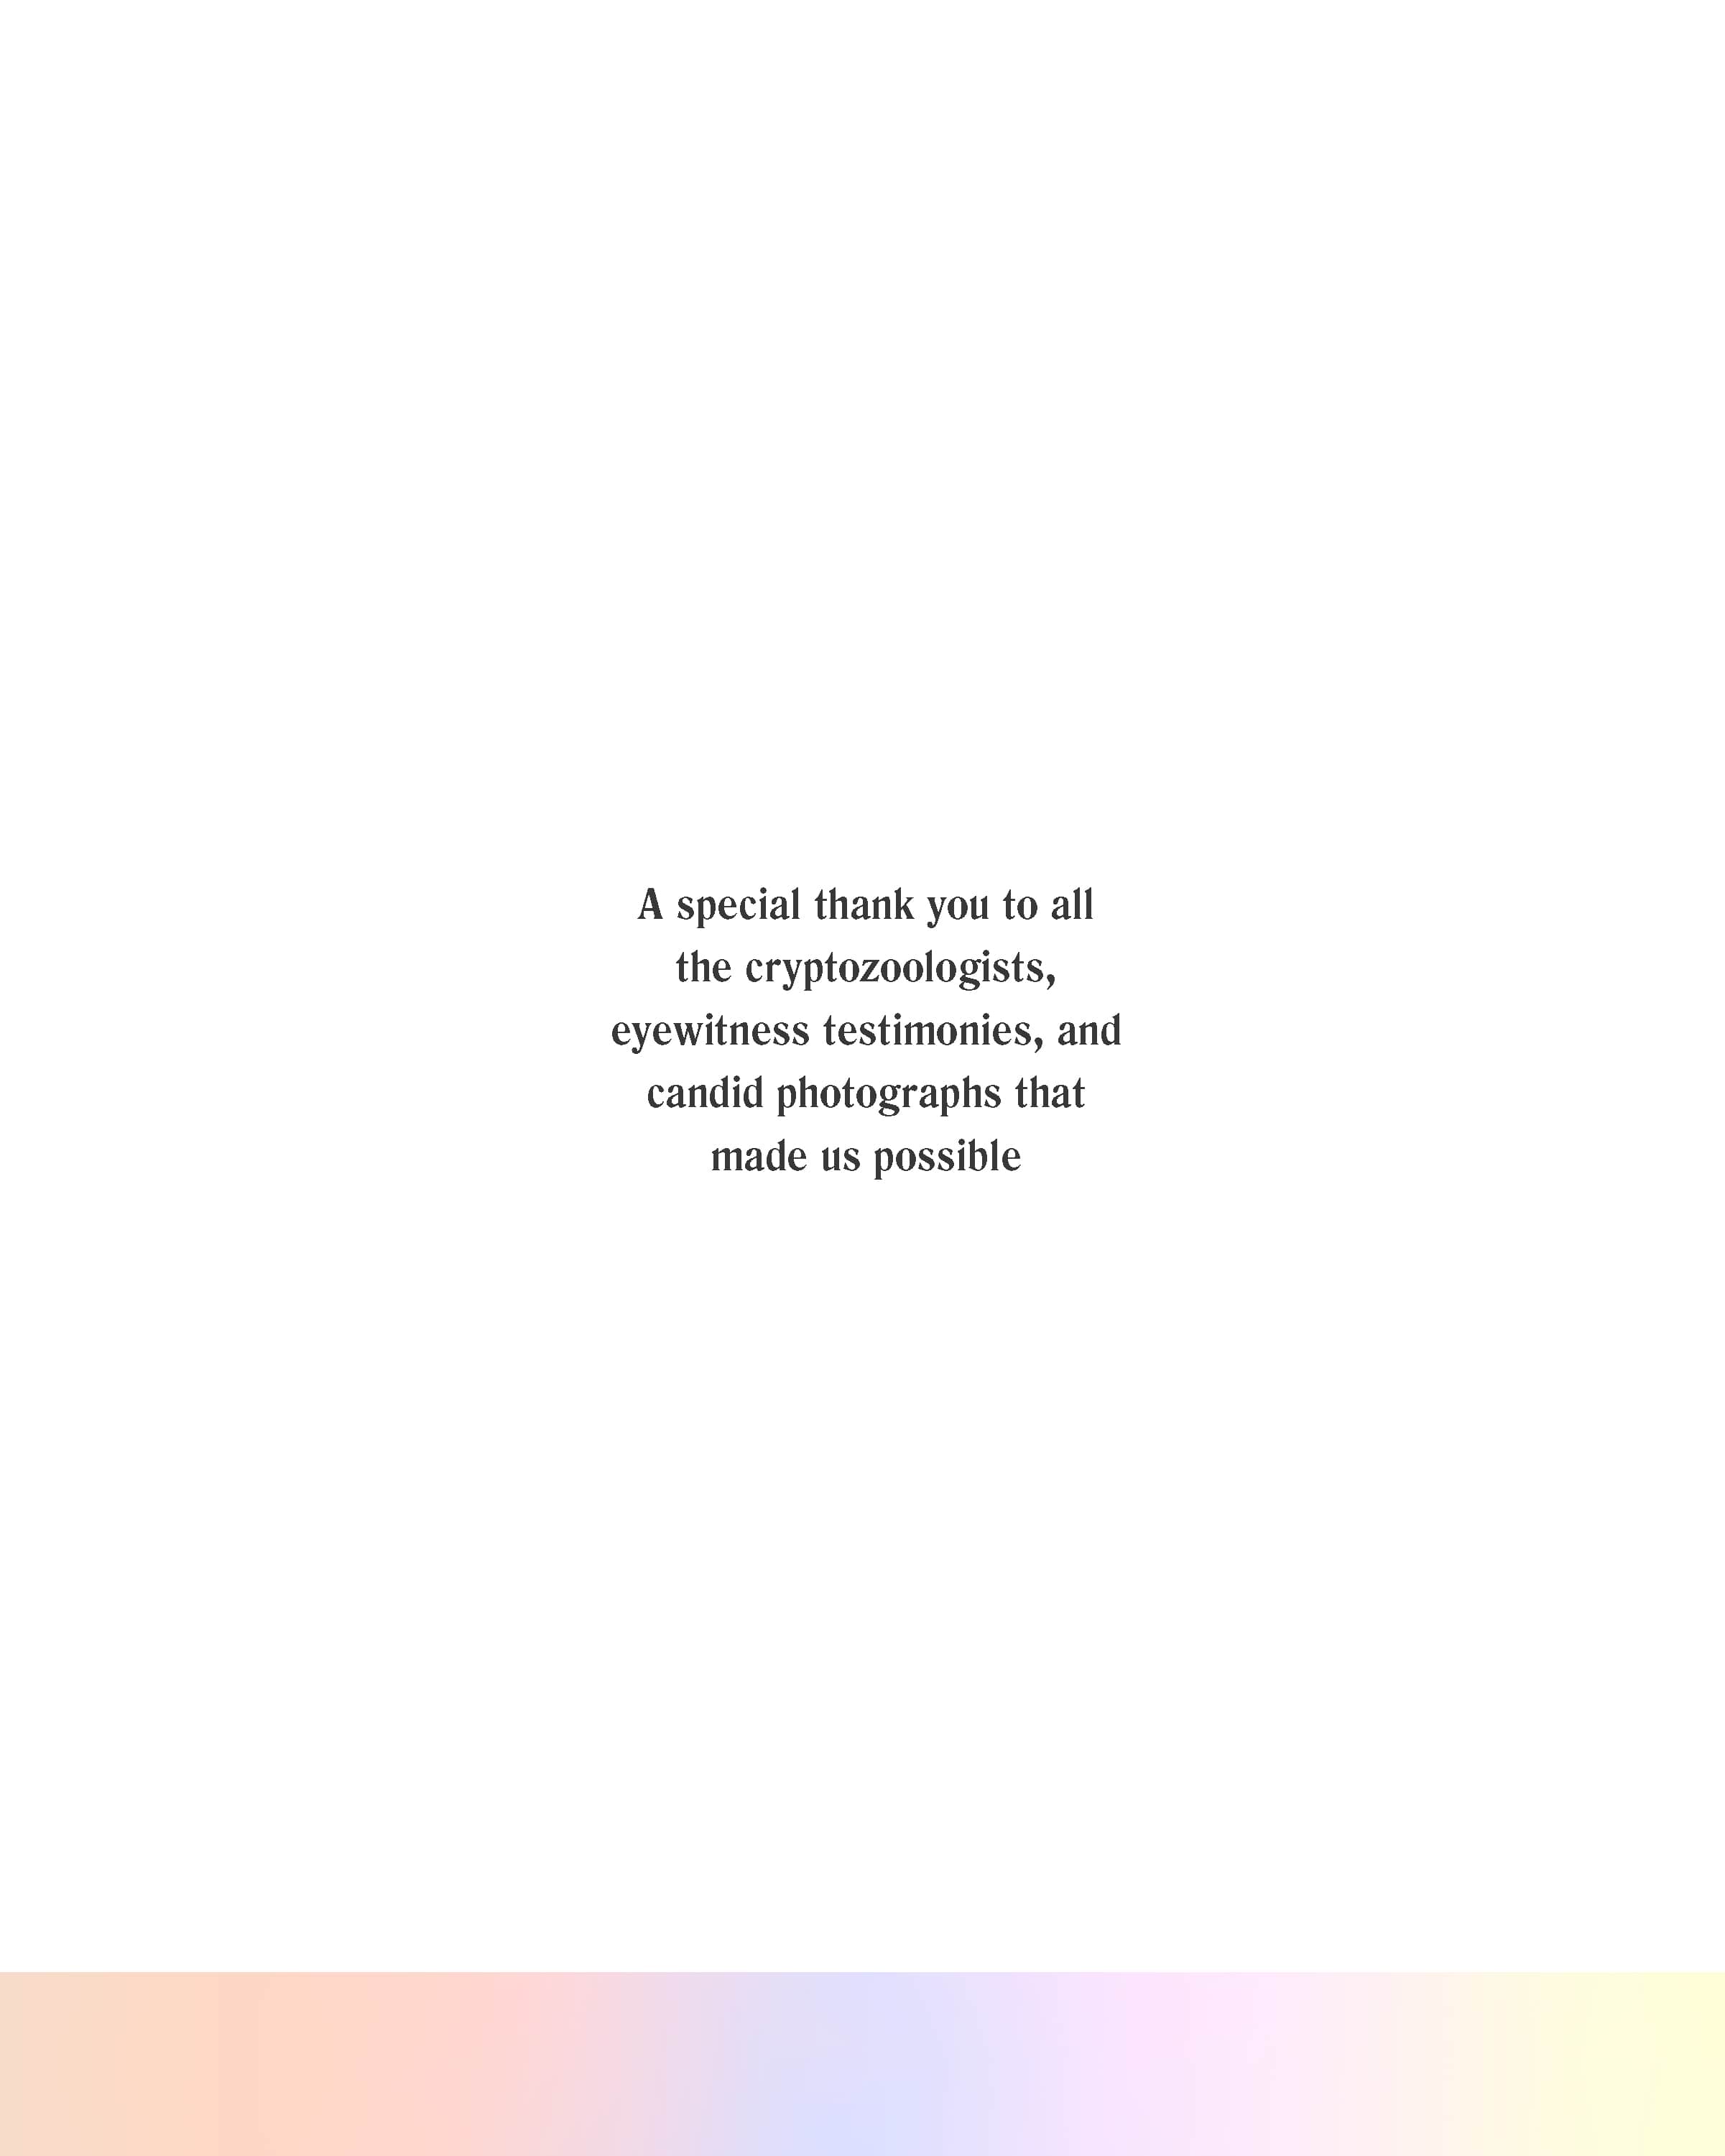 A special thank you to all
the cryptozoologists,
eyewitness testimonies, and
candid photographs that
made us possible